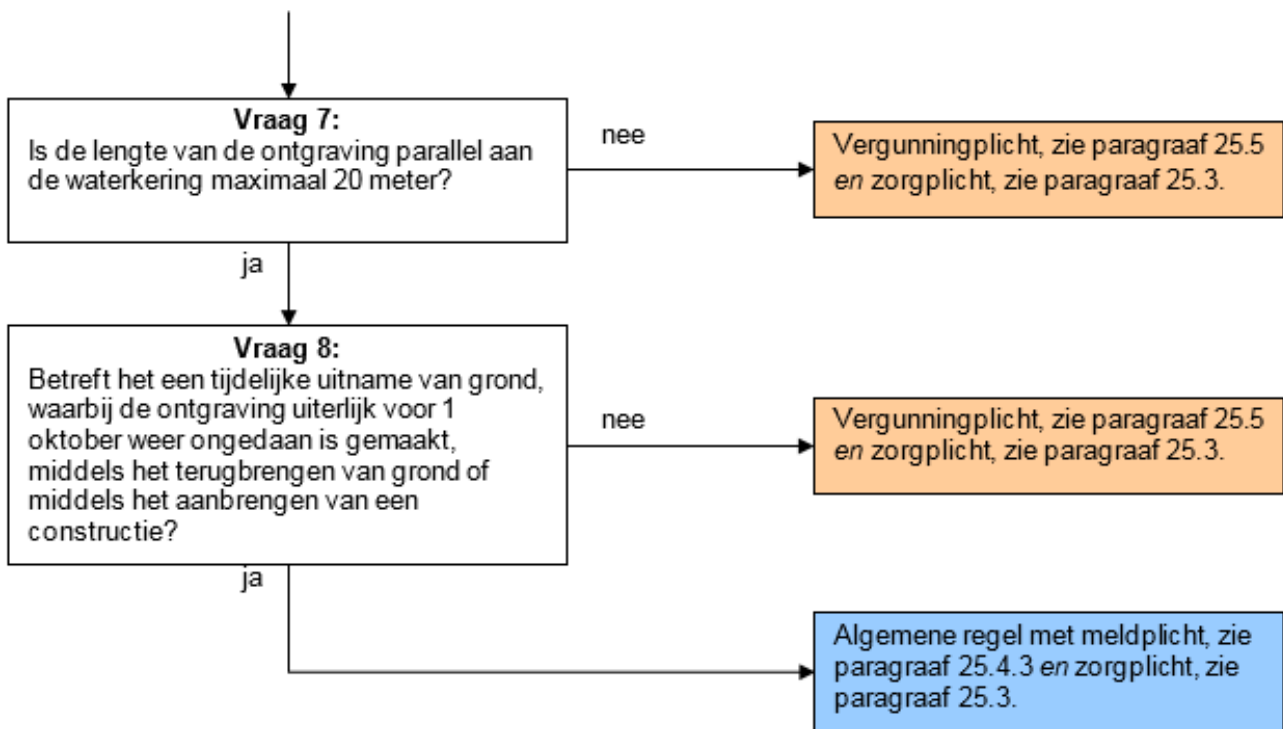 Vraag 7:
Is de lengte van de ontgraving parallel aan
de waterkering maximaal 20 meter?
nee
Vergunningplicht, zie paragraaf 25.5
en zorgplicht, zie paragraaf 25.3.
ja
Vraag 8:
Betreft het een tijdelijke uitname van grond,
waarbij de ontgraving uiterlijk voor 1
oktober weer ongedaan is gemaakt,
middels het terugbrengen van grond of
middels het aanbrengen van een
constructie?
nee
Vergunningplicht, zie paragraaf 25.5
en zorgplicht, zie paragraaf 25.3.
ja
Algemene regel met meldplicht, zie
paragraaf 25.4.3 en zorgplicht, zie
paragraaf 25.3.